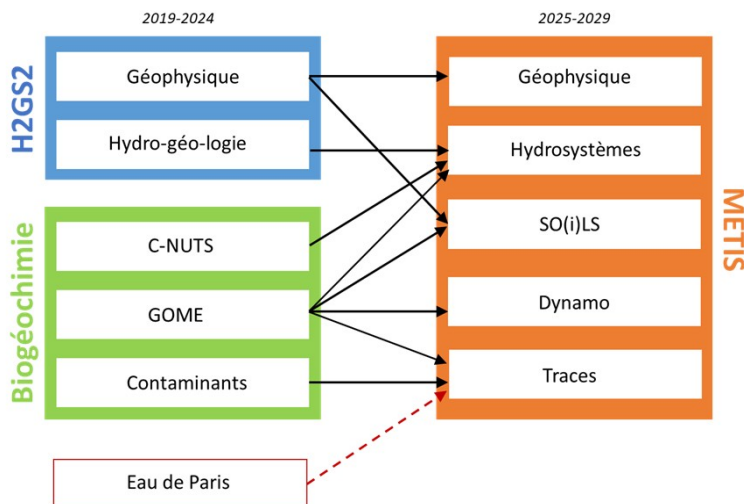 2019-2024
2025-2029
H2GS2
Géophysique
Hydro-géo-logie
Biogéochimie
C-NUTS
GOME
Contaminants
Eau de Paris
Géophysique
Hydrosystèmes
SO(i)LS
Dynamo
Traces
METIS